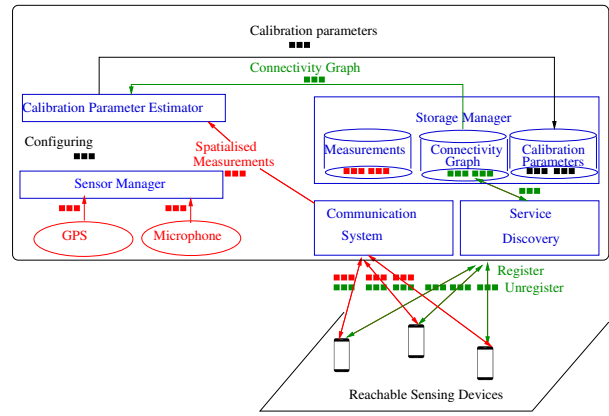 Calibration parameters
Connectivity Graph
Calibration Parameter Estimator
Storage Manager
Configuring
Spatialised
Measurements
Measurements
Connectivity
Graph
Calibration
Parameters
Sensor Manager
GPS
Microphone
Communication
System
Service
Discovery
Register
Unregister
Reachable Sensing Devices